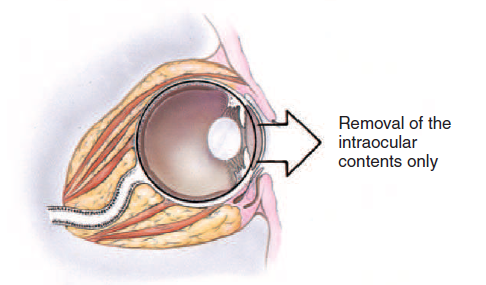 Removal of the
intraocular
contents only